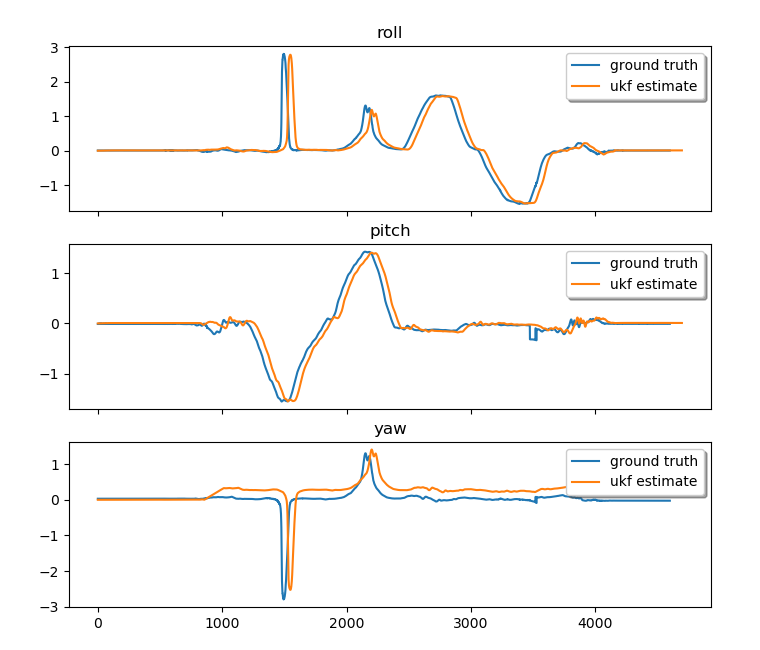 roll
3
2
1
0
−1
ground truth
ukf estimate
pitch
1
0
−1
ground truth
ukf estimate
yaw
1
0
−1
−2
−3
ground truth
ukf estimate
0 1000 2000 3000 4000